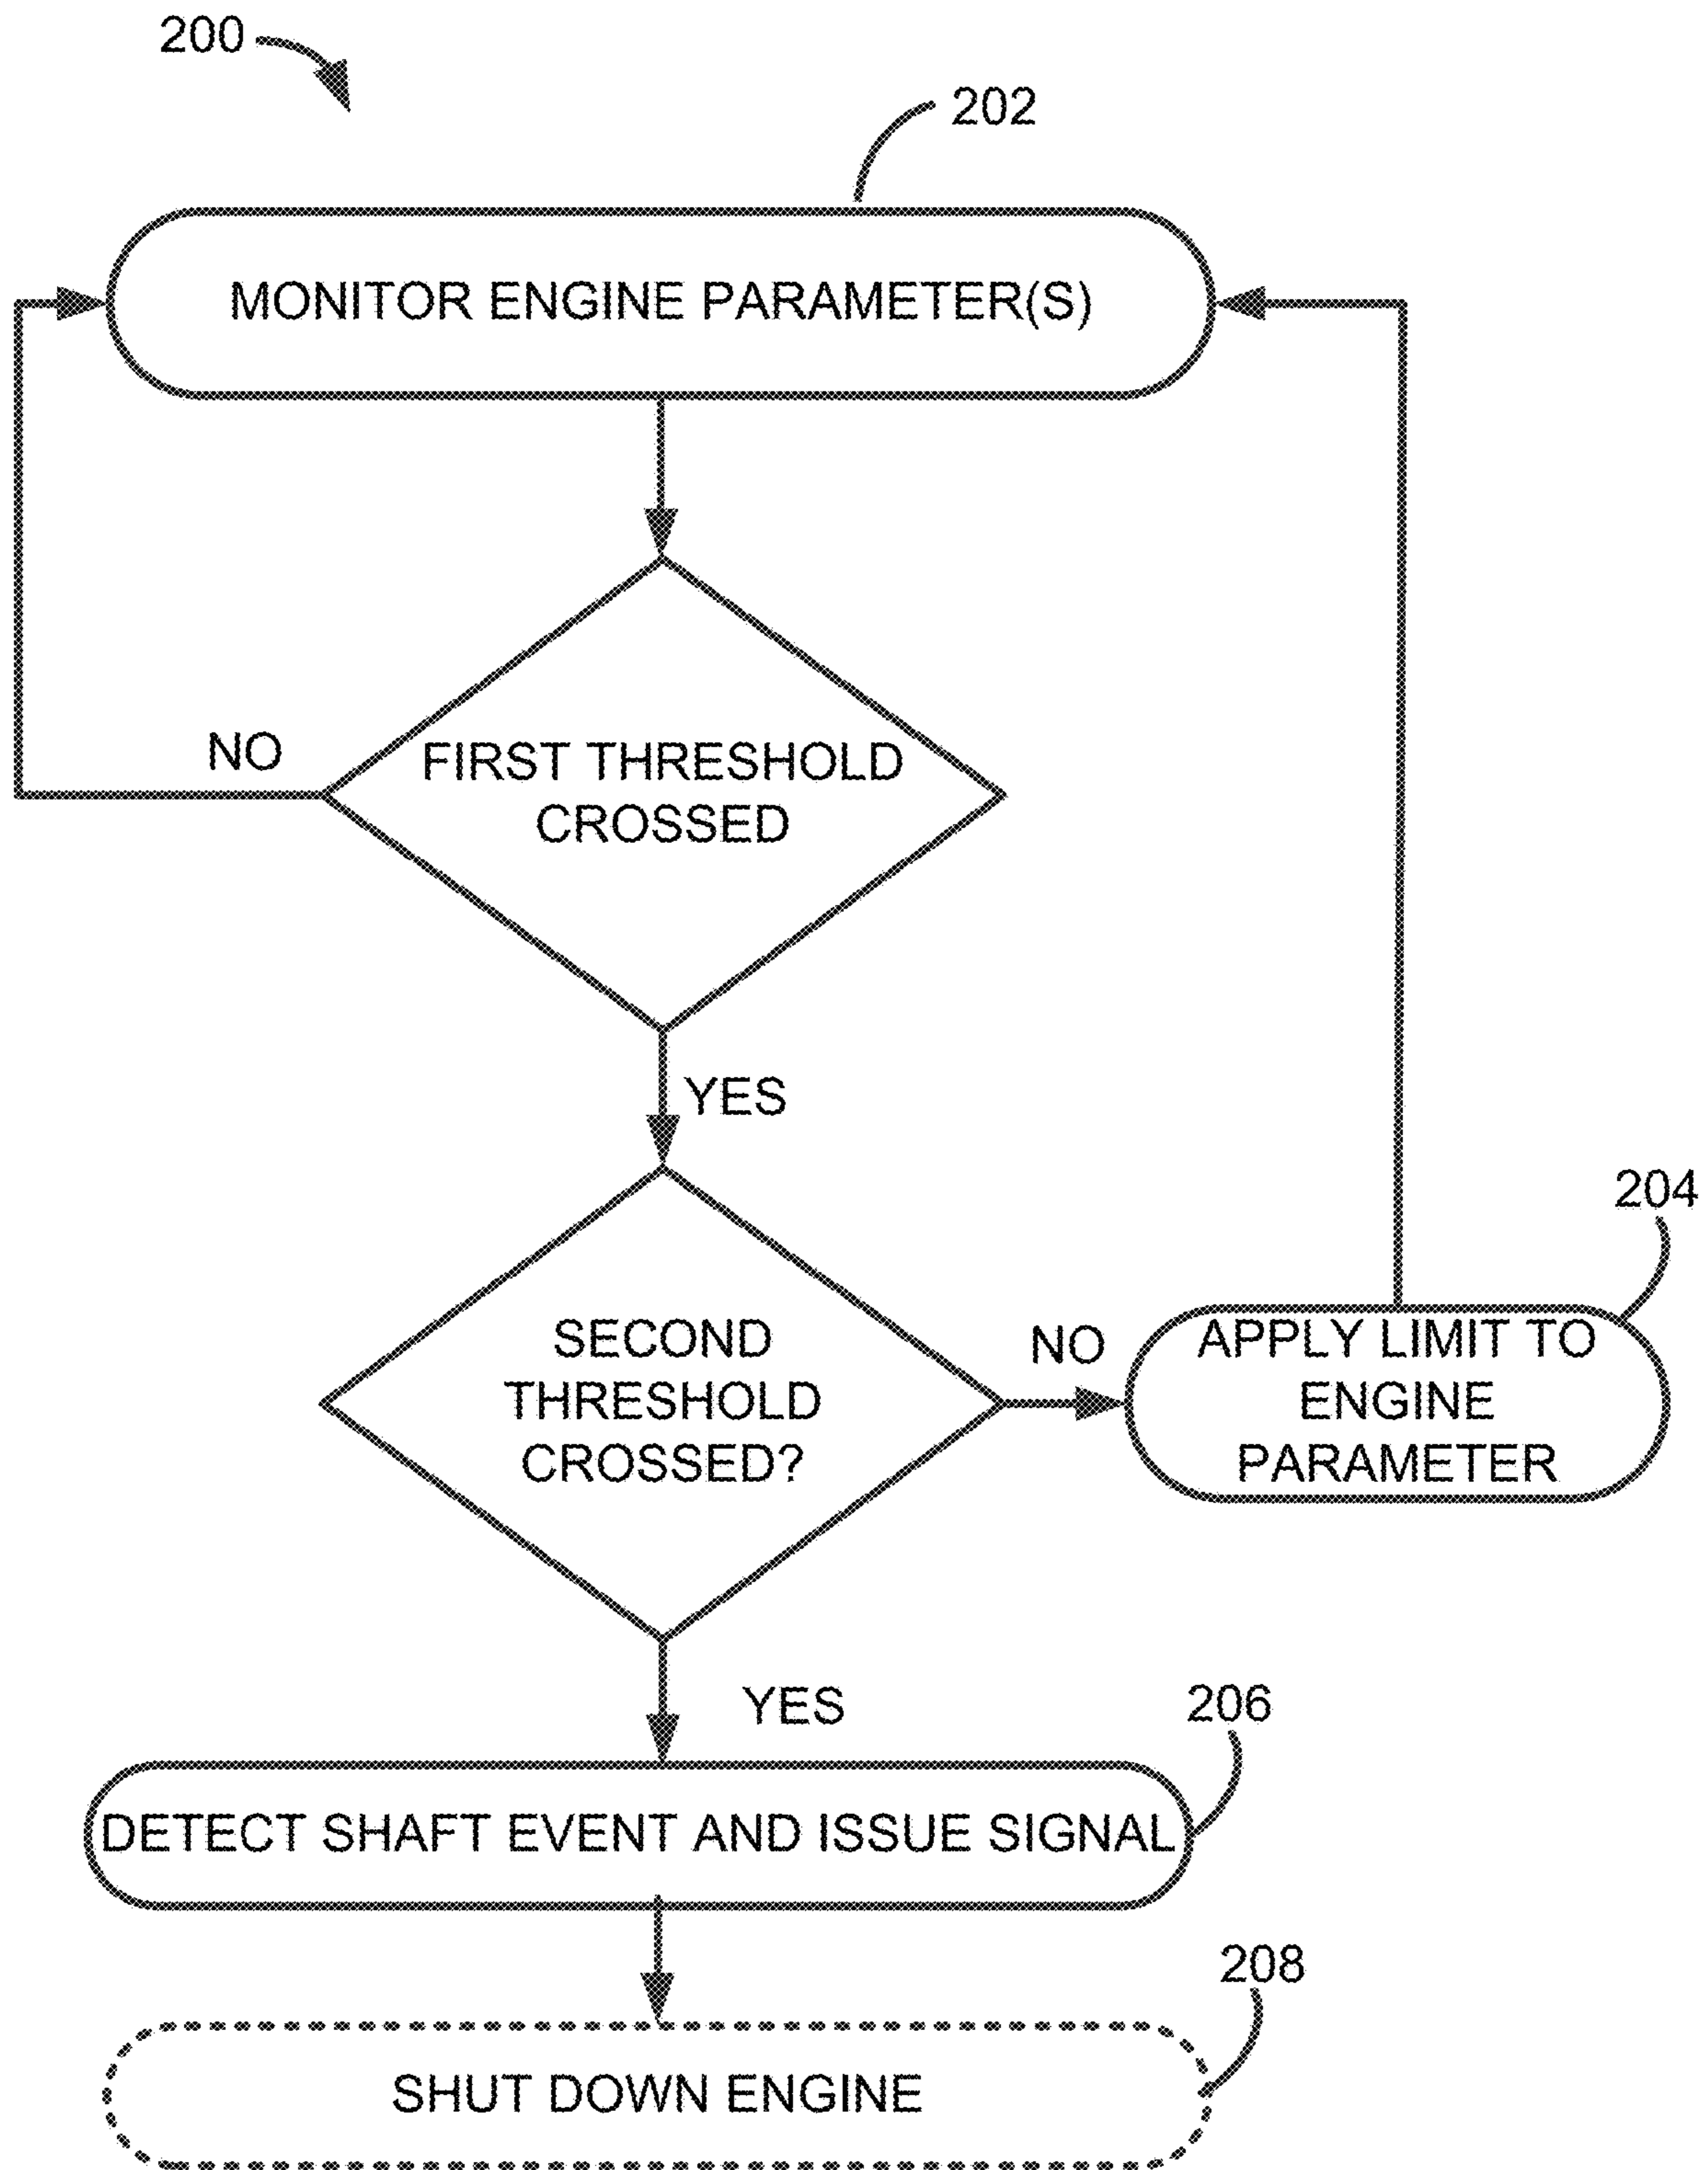 200
202
MONITOR ENGINE PARAMETER(S)
NO
FIRST THRESHOLD
CROSSED
YES
204
SECOND
THRESHOLD
CROSSED?
NO
APPLY LIMIT TO
ENGINE
PARAMETER
YES
206
DETECT SHAFT EVENT AND ISSUE SIGNAL
208
SHUT DOWN ENGINE